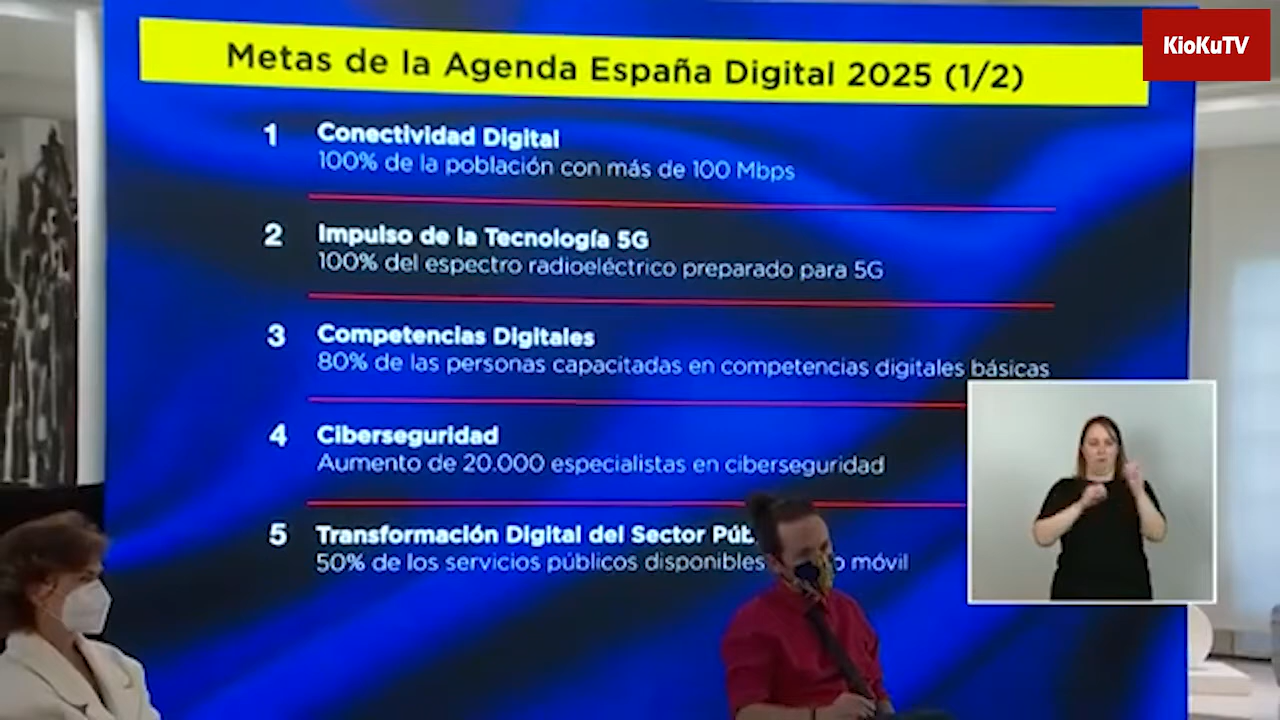 KioKuTV
Metas de la Agenda España Digital 2025 (1/2)
1 Conectividad Digital
100% de la población con más de 100 Mbps
2 Impulso de la Tecnología 5G
100% del espectro radioeléctrico preparado para 5G
3 Competencias Digitales
80% de las personas capacitadas en competencias digitales básicas
4 Ciberseguridad
Aumento de 20.000 especialistas en ciberseguridad
5 Transformación Digital del Sector
50% de los servicios públicos disponibles móvil